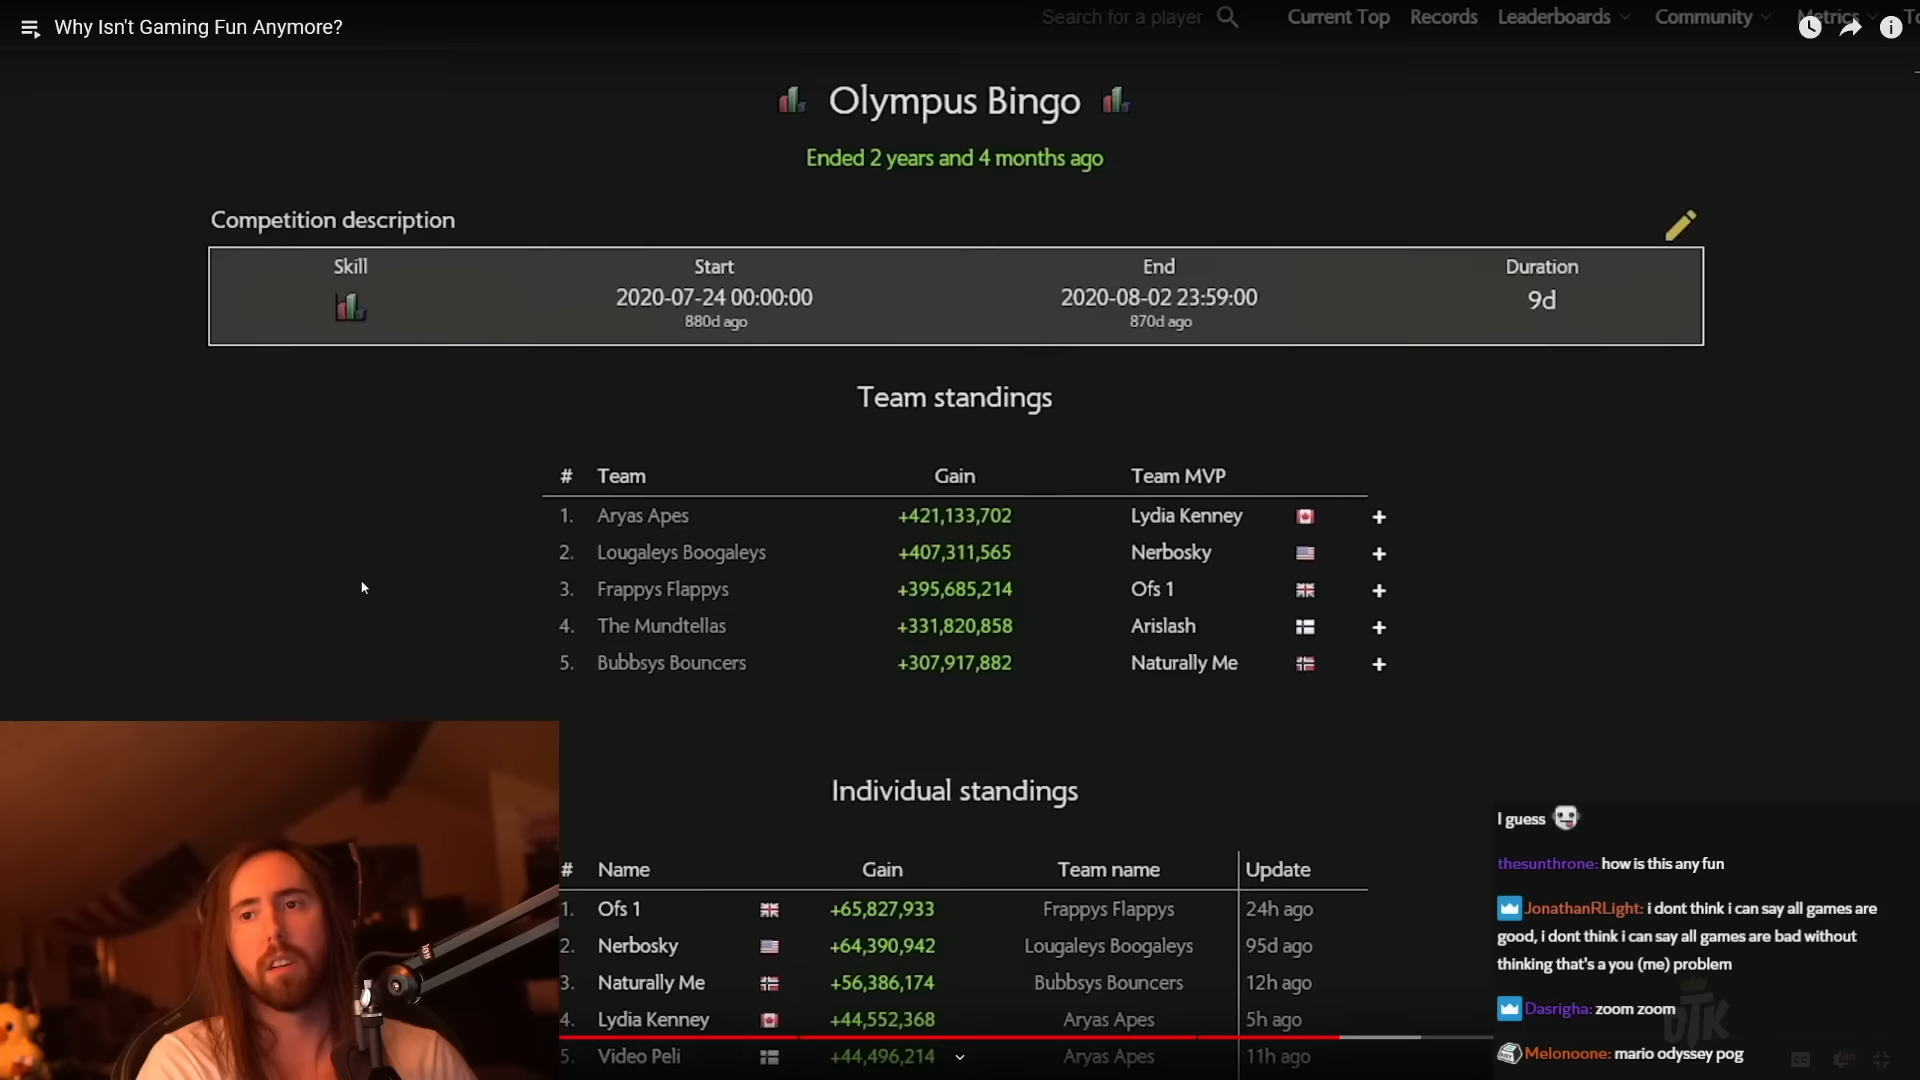 Why Isn't Gaming Fun Anymore?
Search for a player
Current Top Records Leaderboards Community Metrics
Olympus Bingo
Ended 2 years and 4 months ago
Competition description
Skill Start End Duration
2020-07-24 00:00:00 2020-08-02 23:59:00 9d
880d ago 870d ago
Team standings
# Team Gain Team MVP
1. Aryas Apes +421,133,702 Lydia Kenney +
2. Lougaleys Boogaleys +407,311,565 Nerbosky +
3. Frappys Flappys +395,685,214 Ofs 1 +
4. The Mundtellas +331,820,858 Arislash +
5. Bubbsys Bouncers +307,917,882 Naturally Me +
Individual standings
# Name Gain Team name Update
1. Ofs 1 +65,827,933 Frappys Flappys 24h ago
2. Nerbosky +64,390,942 Lougaleys Boogaleys 95d ago
3. Naturally Me +56,386,174 Bubbsys Bouncers 12h ago
4. Lydia Kenney +44,552,368 Aryas Apes 5h ago
5. Video Peli +44,496,214 Aryas Apes 11h ago
I guess
thesunthrone: how is this any fun
JonathanRLight: i dont think i can say all games are
good, i dont think i can say all games are bad without
thinking that's a you (me) problem
Dasrigha: zoom zoom
Melonoone: mario odyssey pog